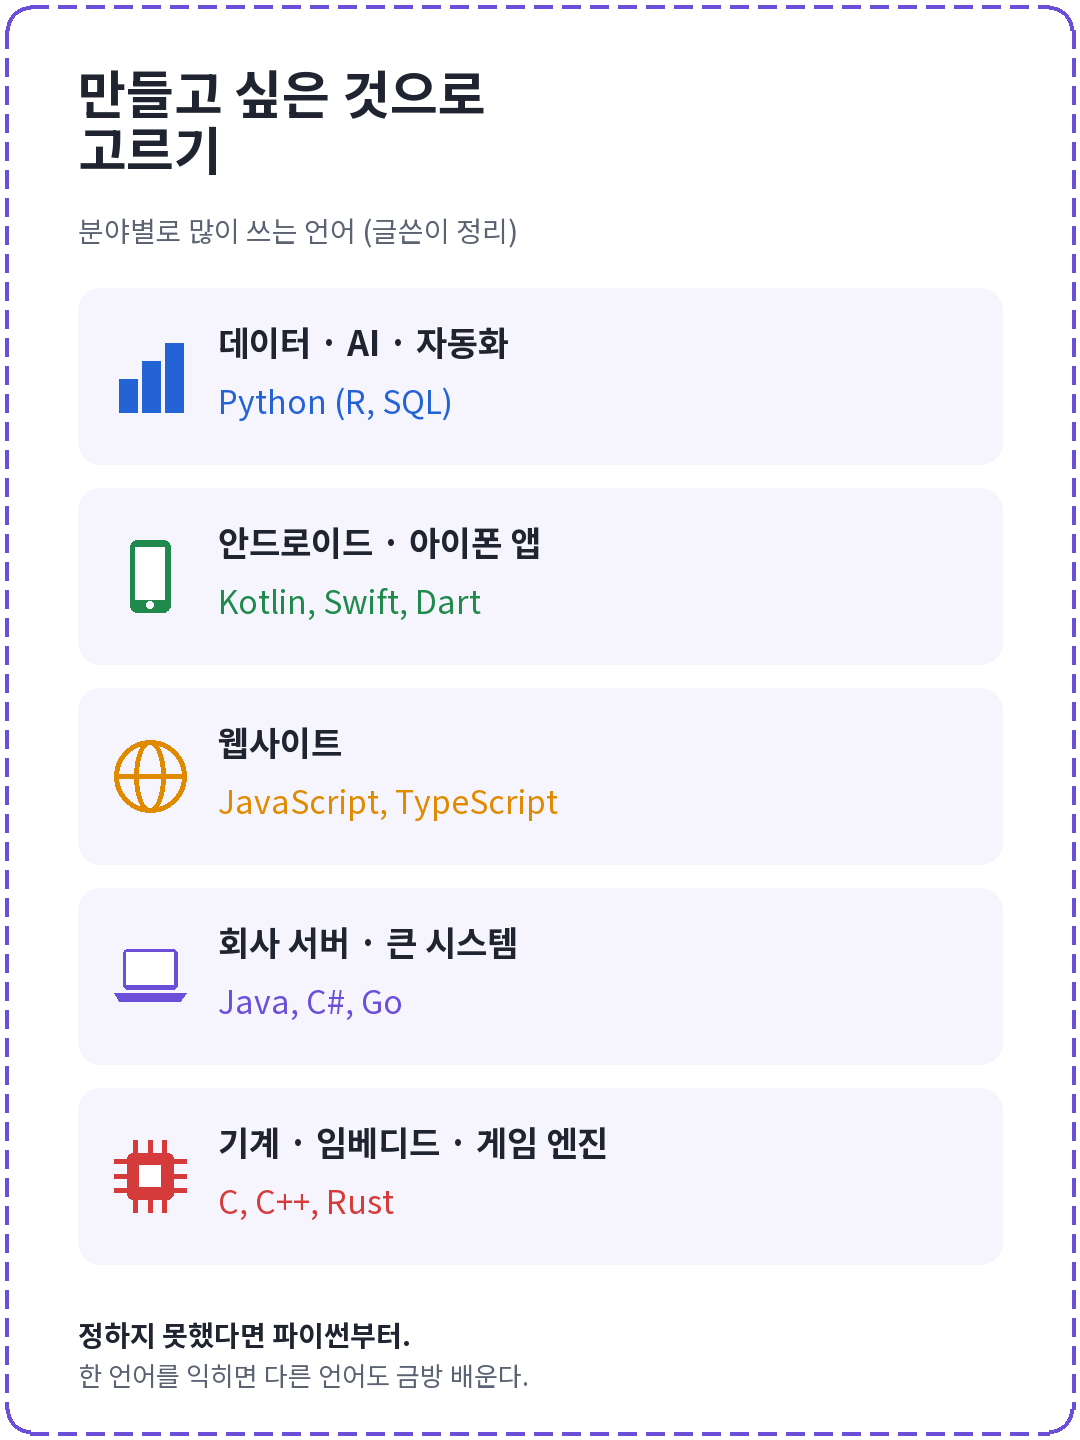 만들고 싶은 것으로
고르기
분야별로 많이 쓰는 언어 (글쓴이 정리)
데이터 · AI · 자동화
Python (R, SQL)
안드로이드 · 아이폰 앱
Kotlin, Swift, Dart
웹사이트
JavaScript, TypeScript
회사 서버 · 큰 시스템
Java, C#, Go
기계 · 임베디드 · 게임 엔진
C, C++, Rust
정하지 못했다면 파이썬부터.
한 언어를 익히면 다른 언어도 금방 배운다.